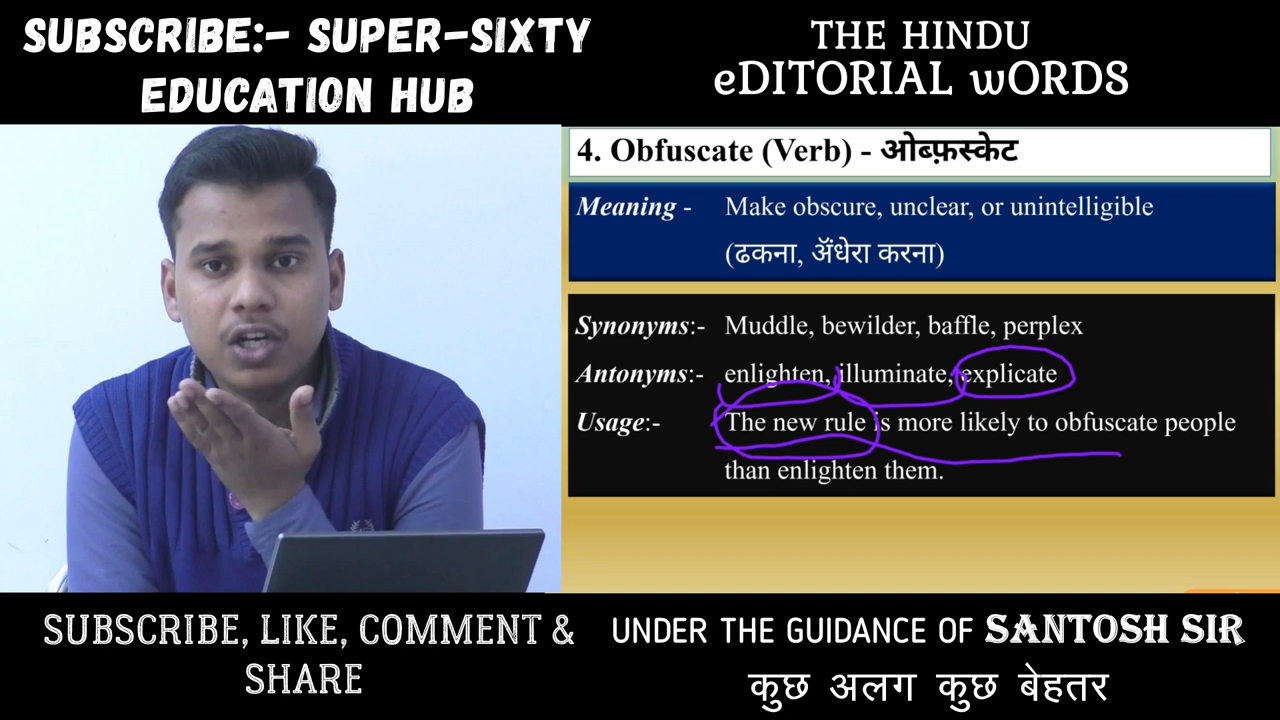 SUBSCRIBE:- SUPER-SIXTY
EDUCATION HUB
THE HINDU
eDITORIAL wORDS
4. Obfuscate (Verb) - ओब्फ़स्केट
Meaning - Make obscure, unclear, or unintelligible
(ढकना, अँधेरा करना)
Synonyms:- Muddle, bewilder, baffle, perplex
Antonyms:- enlighten, illuminate, explicate
Usage:- The new rule is more likely to obfuscate people
than enlighten them.
SUBSCRIBE, LIKE, COMMENT &
SHARE
UNDER THE GUIDANCE OF SANTOSH SIR
कुछ अलग कुछ बेहतर